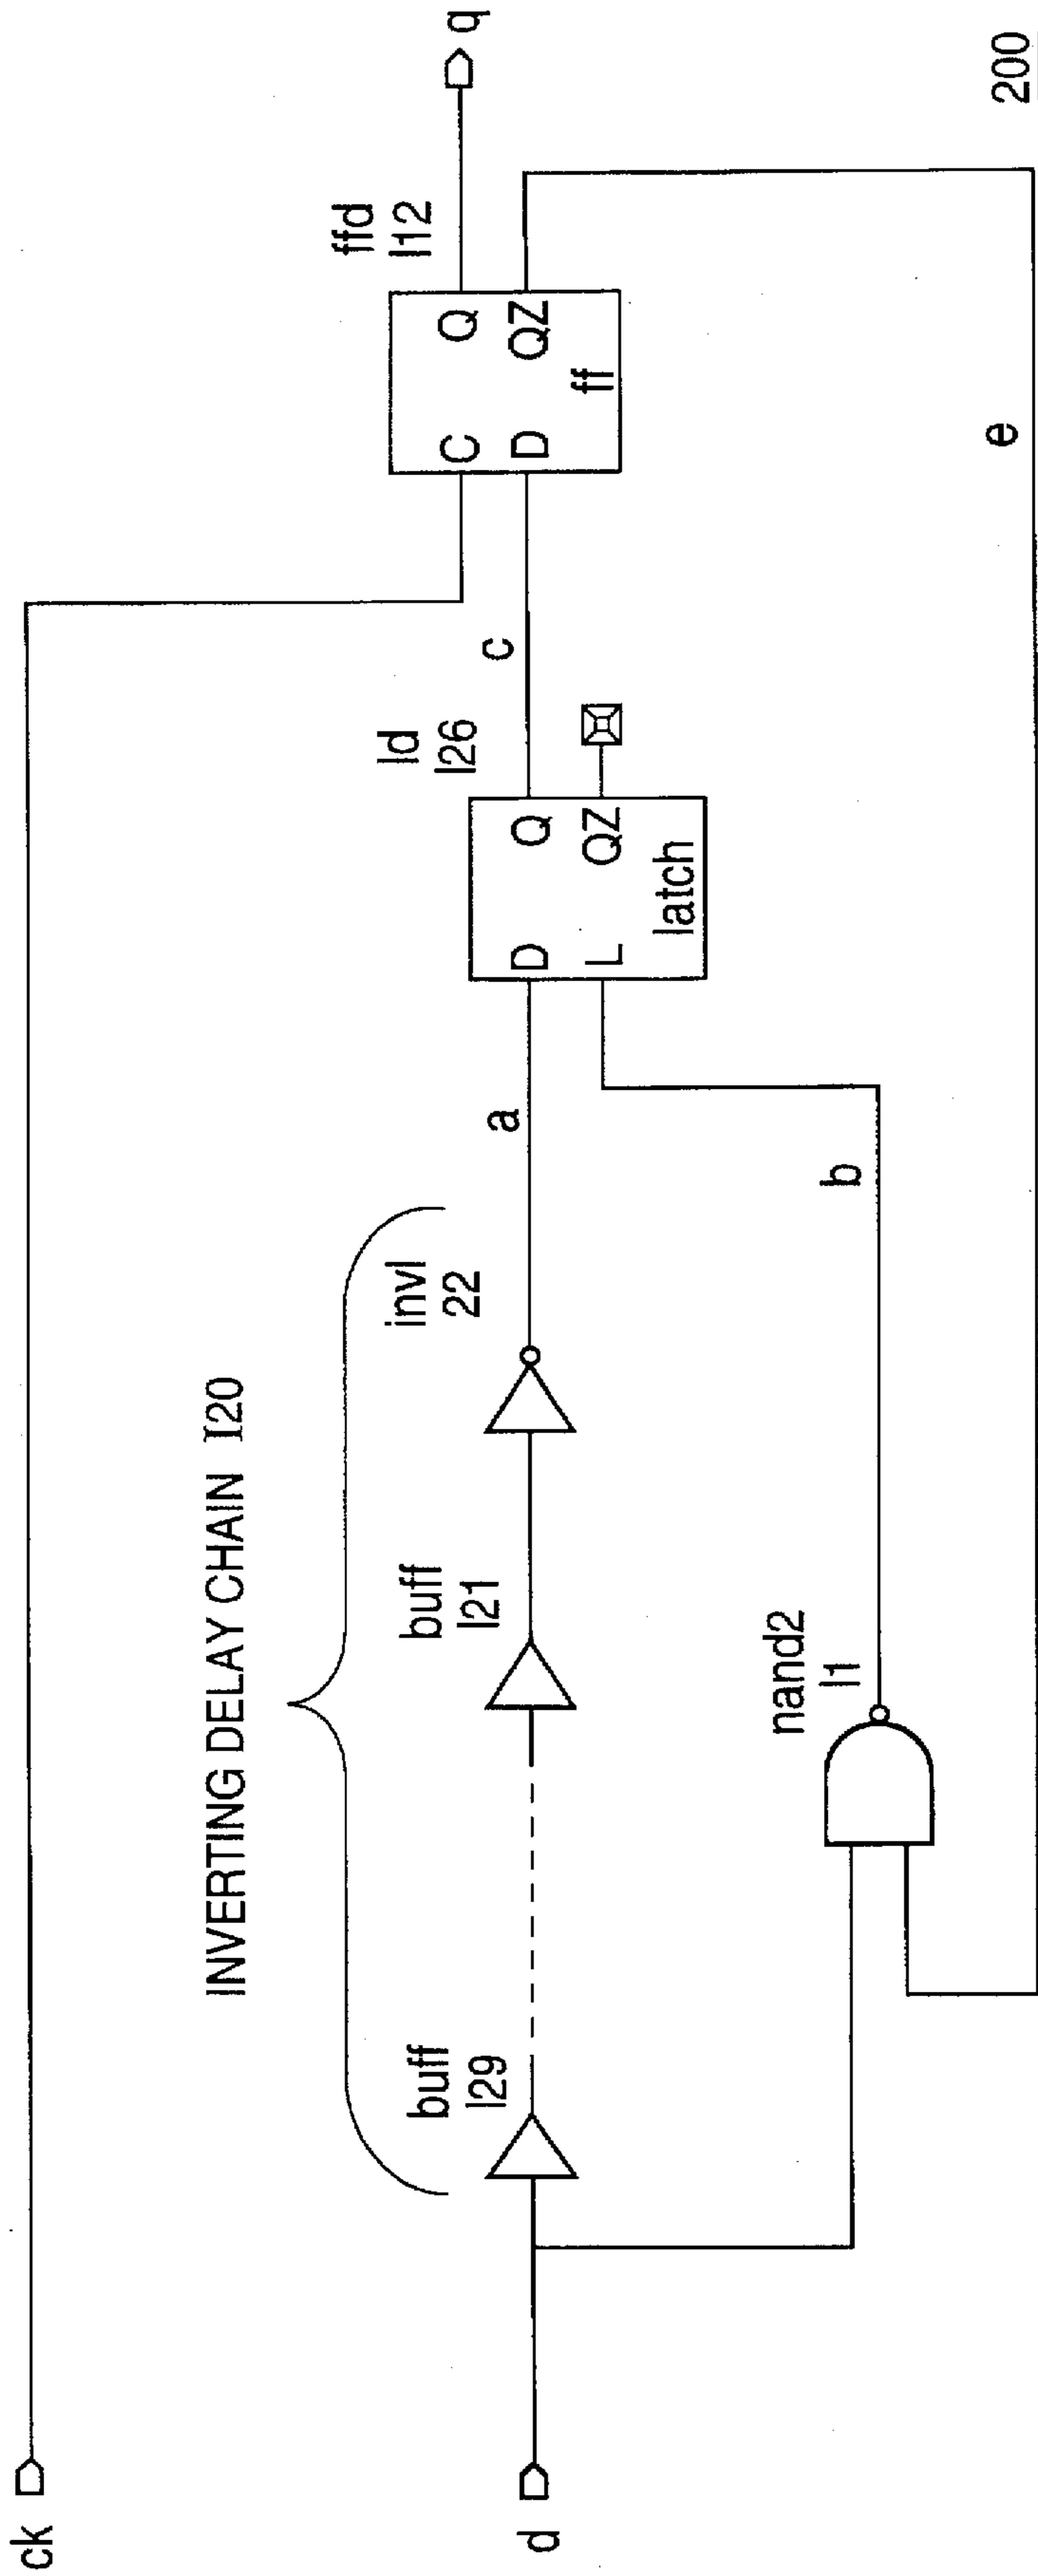 ck
d
INVERTING DELAY CHAIN I20
buff
I29
buff
I21
invl
22
nand2
I1
a
b
ld
I26
D
Q
L
QZ
latch
c
ffd
I12
C
Q
D
QZ
ff
q
e
200